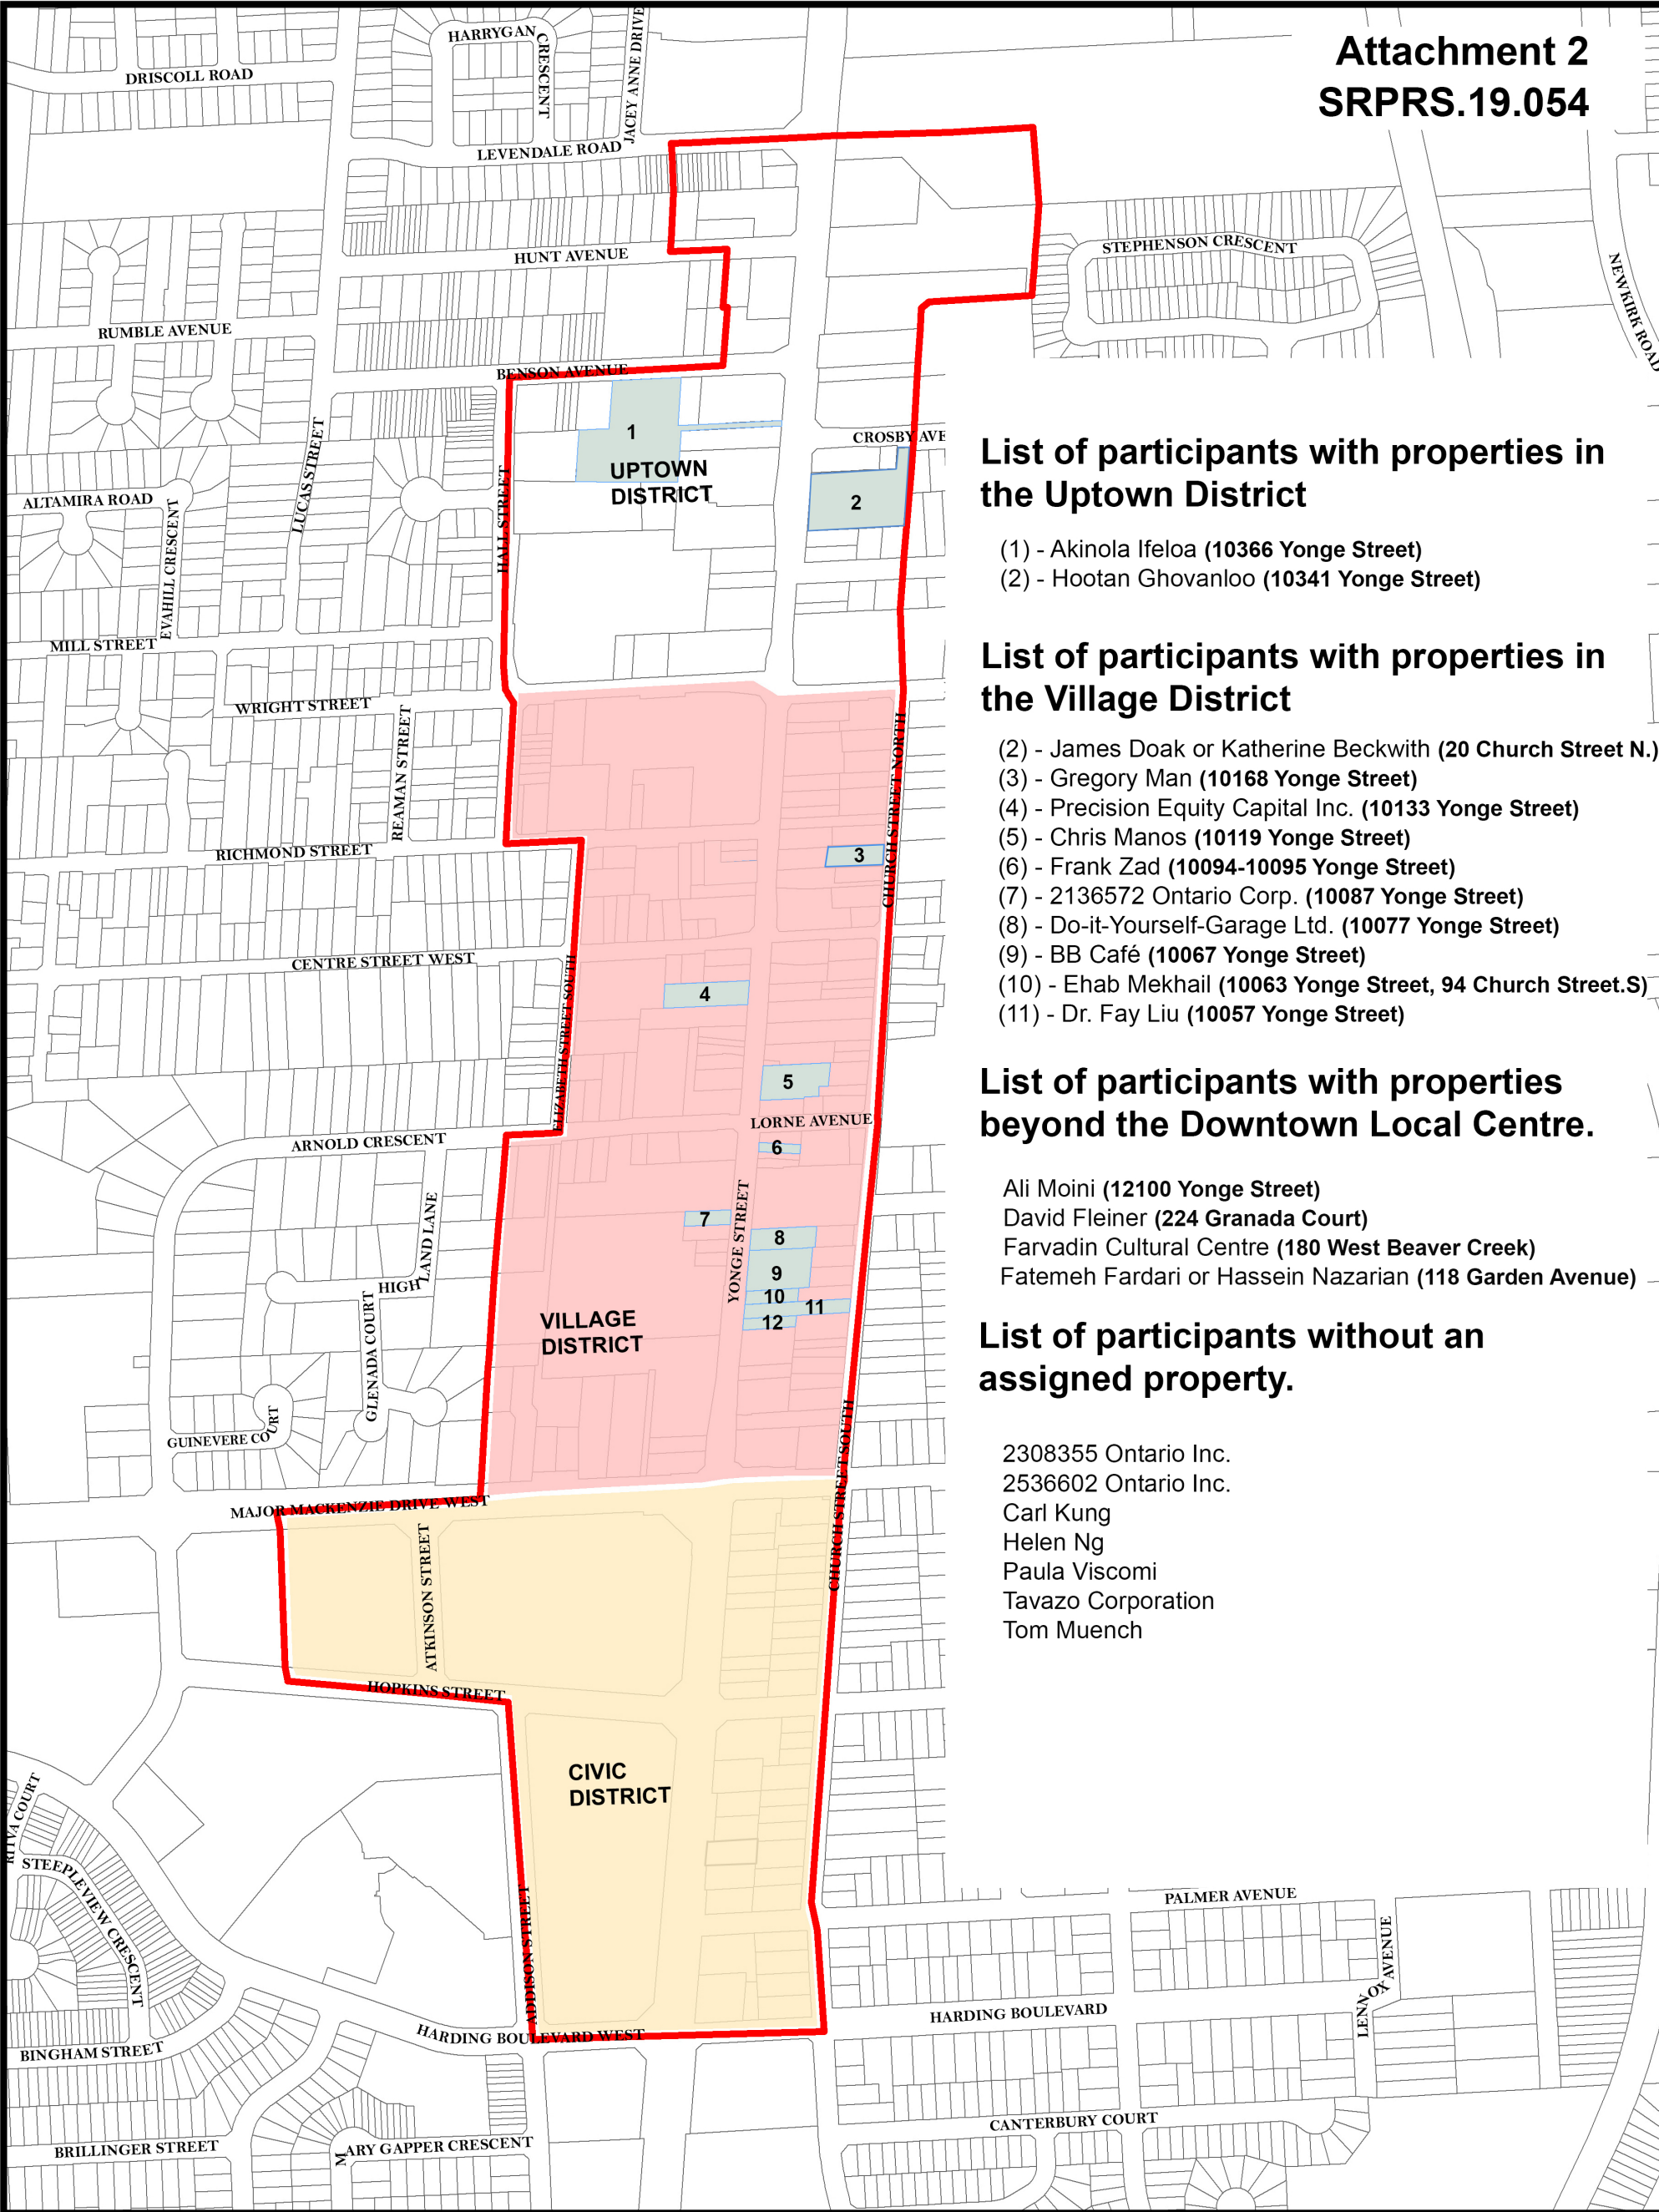 Attachment 2
SRPRS.19.054
HARRYGAN
CRESCENT
JACEY ANNE DRIVE
DRISCOLL ROAD
LEVENDALE ROAD
HUNT AVENUE
STEPHENSON CRESCENT
NEWKIRK ROAD
RUMBLE AVENUE
BENSON AVENUE
LUCAS STREET
1
UPTOWN
DISTRICT
CROSBY AVE
2
HALL STREET
ALTAMIRA ROAD
EVAHILL CRESCENT
MILL STREET
WRIGHT STREET
REAMAN STREET
RICHMOND STREET
CHURCH STREET NORTH
3
CENTRE STREET WEST
ELIZABETH STREET SOUTH
4
5
LORNE AVENUE
6
ARNOLD CRESCENT
YONGE STREET
7
8
9
10
11
12
HIGH
LAND LANE
GLENADA COURT
VILLAGE
DISTRICT
GUINEVERE COURT
CHURCH STREET SOUTH
MAJOR MACKENZIE DRIVE WEST
ATKINSON STREET
HOPKINS STREET
CIVIC
DISTRICT
ADDISON STREET
STEEPLEVIEW CRESCENT
COURT
HARDING BOULEVARD WEST
BINGHAM STREET
BRILLINGER STREET
MARY GAPPER CRESCENT
PALMER AVENUE
LENNOX AVENUE
HARDING BOULEVARD
CANTERBURY COURT
List of participants with properties in
the Uptown District
(1) - Akinola Ifeloa (10366 Yonge Street)
(2) - Hootan Ghovanloo (10341 Yonge Street)
List of participants with properties in
the Village District
(2) - James Doak or Katherine Beckwith (20 Church Street N.)
(3) - Gregory Man (10168 Yonge Street)
(4) - Precision Equity Capital Inc. (10133 Yonge Street)
(5) - Chris Manos (10119 Yonge Street)
(6) - Frank Zad (10094-10095 Yonge Street)
(7) - 2136572 Ontario Corp. (10087 Yonge Street)
(8) - Do-it-Yourself-Garage Ltd. (10077 Yonge Street)
(9) - BB Café (10067 Yonge Street)
(10) - Ehab Mekhail (10063 Yonge Street, 94 Church Street.S)
(11) - Dr. Fay Liu (10057 Yonge Street)
List of participants with properties
beyond the Downtown Local Centre.
Ali Moini (12100 Yonge Street)
David Fleiner (224 Granada Court)
Farvadin Cultural Centre (180 West Beaver Creek)
Fatemeh Fardari or Hassein Nazarian (118 Garden Avenue)
List of participants without an
assigned property.
2308355 Ontario Inc.
2536602 Ontario Inc.
Carl Kung
Helen Ng
Paula Viscomi
Tavazo Corporation
Tom Muench